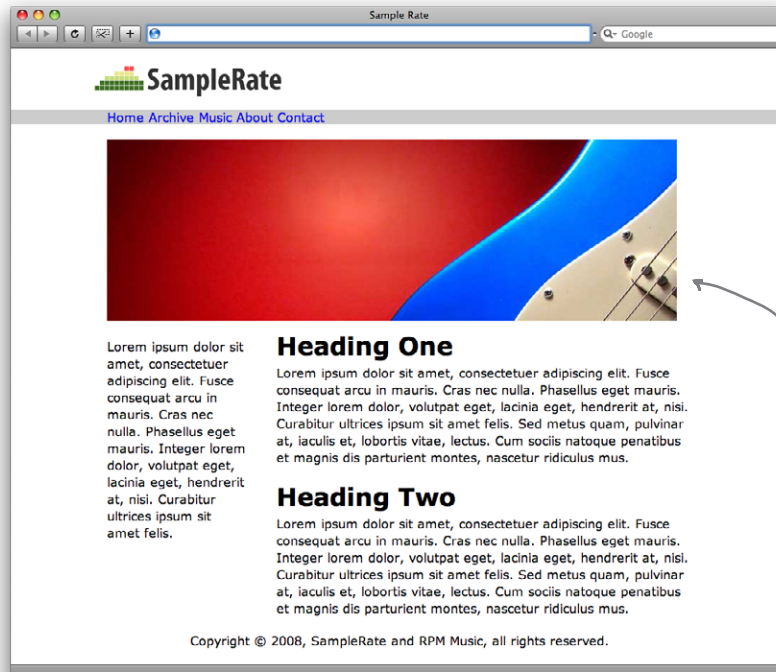 Sample Rate
Google
SampleRate
Home Archive Music About Contact
Lorem ipsum dolor sit
amet, consectetuer
adipiscing elit. Fusce
consequat arcu in
mauris. Cras nec
nulla. Phasellus eget
mauris. Integer lorem
dolor, volutpat eget,
lacinia eget, hendrerit
at, nisi. Curabitur
ultrices ipsum sit
amet felis.
Heading One
Lorem ipsum dolor sit amet, consectetuer adipiscing elit. Fusce
consequat arcu in mauris. Cras nec nulla. Phasellus eget mauris.
Integer lorem dolor, volutpat eget, lacinia eget, hendrerit at, nisi.
Curabitur ultrices ipsum sit amet felis. Sed metus quam, pulvinar
at, iaculis et, lobortis vitae, lectus. Cum sociis natoque penatibus
et magnis dis parturient montes, nascetur ridiculus mus.
Heading Two
Lorem ipsum dolor sit amet, consectetuer adipiscing elit. Fusce
consequat arcu in mauris. Cras nec nulla. Phasellus eget mauris.
Integer lorem dolor, volutpat eget, lacinia eget, hendrerit at, nisi.
Curabitur ultrices ipsum sit amet felis. Sed metus quam, pulvinar
at, iaculis et, lobortis vitae, lectus. Cum sociis natoque penatibus
et magnis dis parturient montes, nascetur ridiculus mus.
Copyright © 2008, SampleRate and RPM Music, all rights reserved.